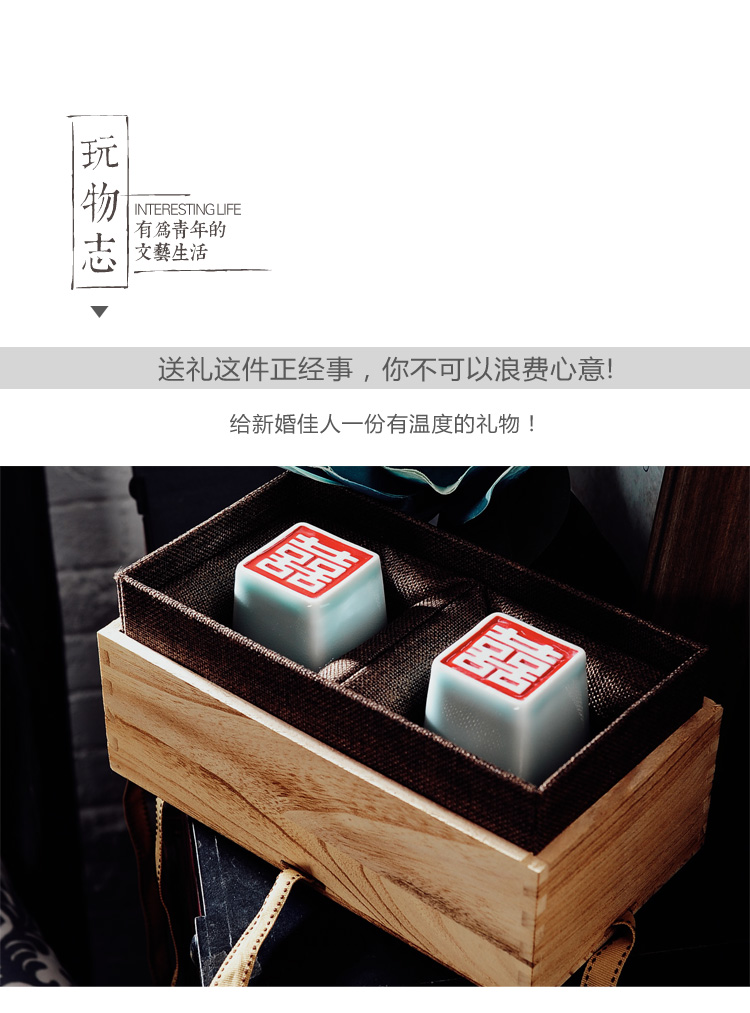 玩物志
INTERESTING LIFE
有為青年的
文藝生活
送礼这件正经事，你不可以浪费心意!
给新婚佳人一份有温度的礼物！
囍
囍